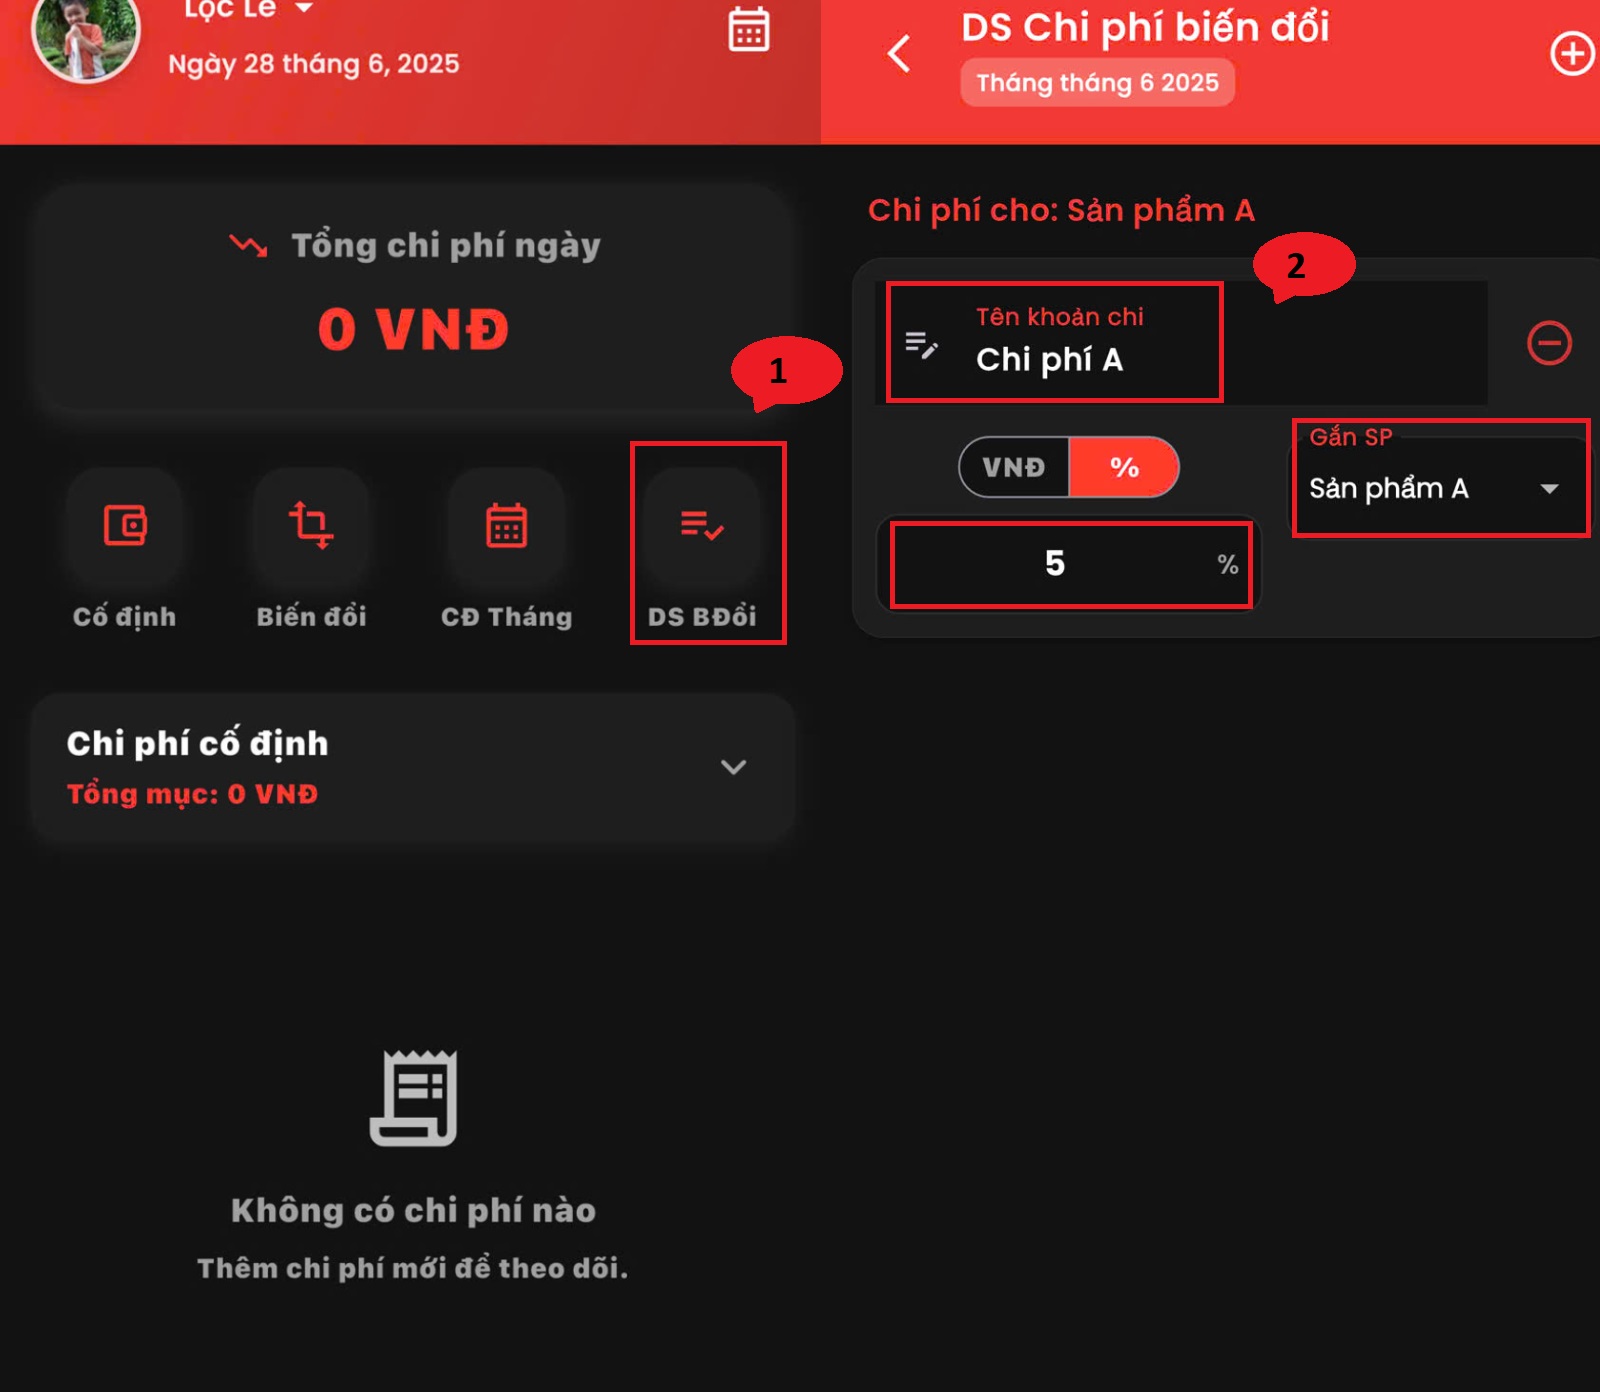 Lộc Lê
Ngày 28 tháng 6, 2025
Tổng chi phí ngày
0 VNĐ
1
Cố định
Biến đổi
CĐ Tháng
DS BĐổi
Chi phí cố định
Tổng mục: 0 VNĐ
Không có chi phí nào
Thêm chi phí mới để theo dõi.
DS Chi phí biến đổi
Tháng tháng 6 2025
Chi phí cho: Sản phẩm A
2
Tên khoản chi
Chi phí A
VNĐ
%
Gắn SP
Sản phẩm A
5 %